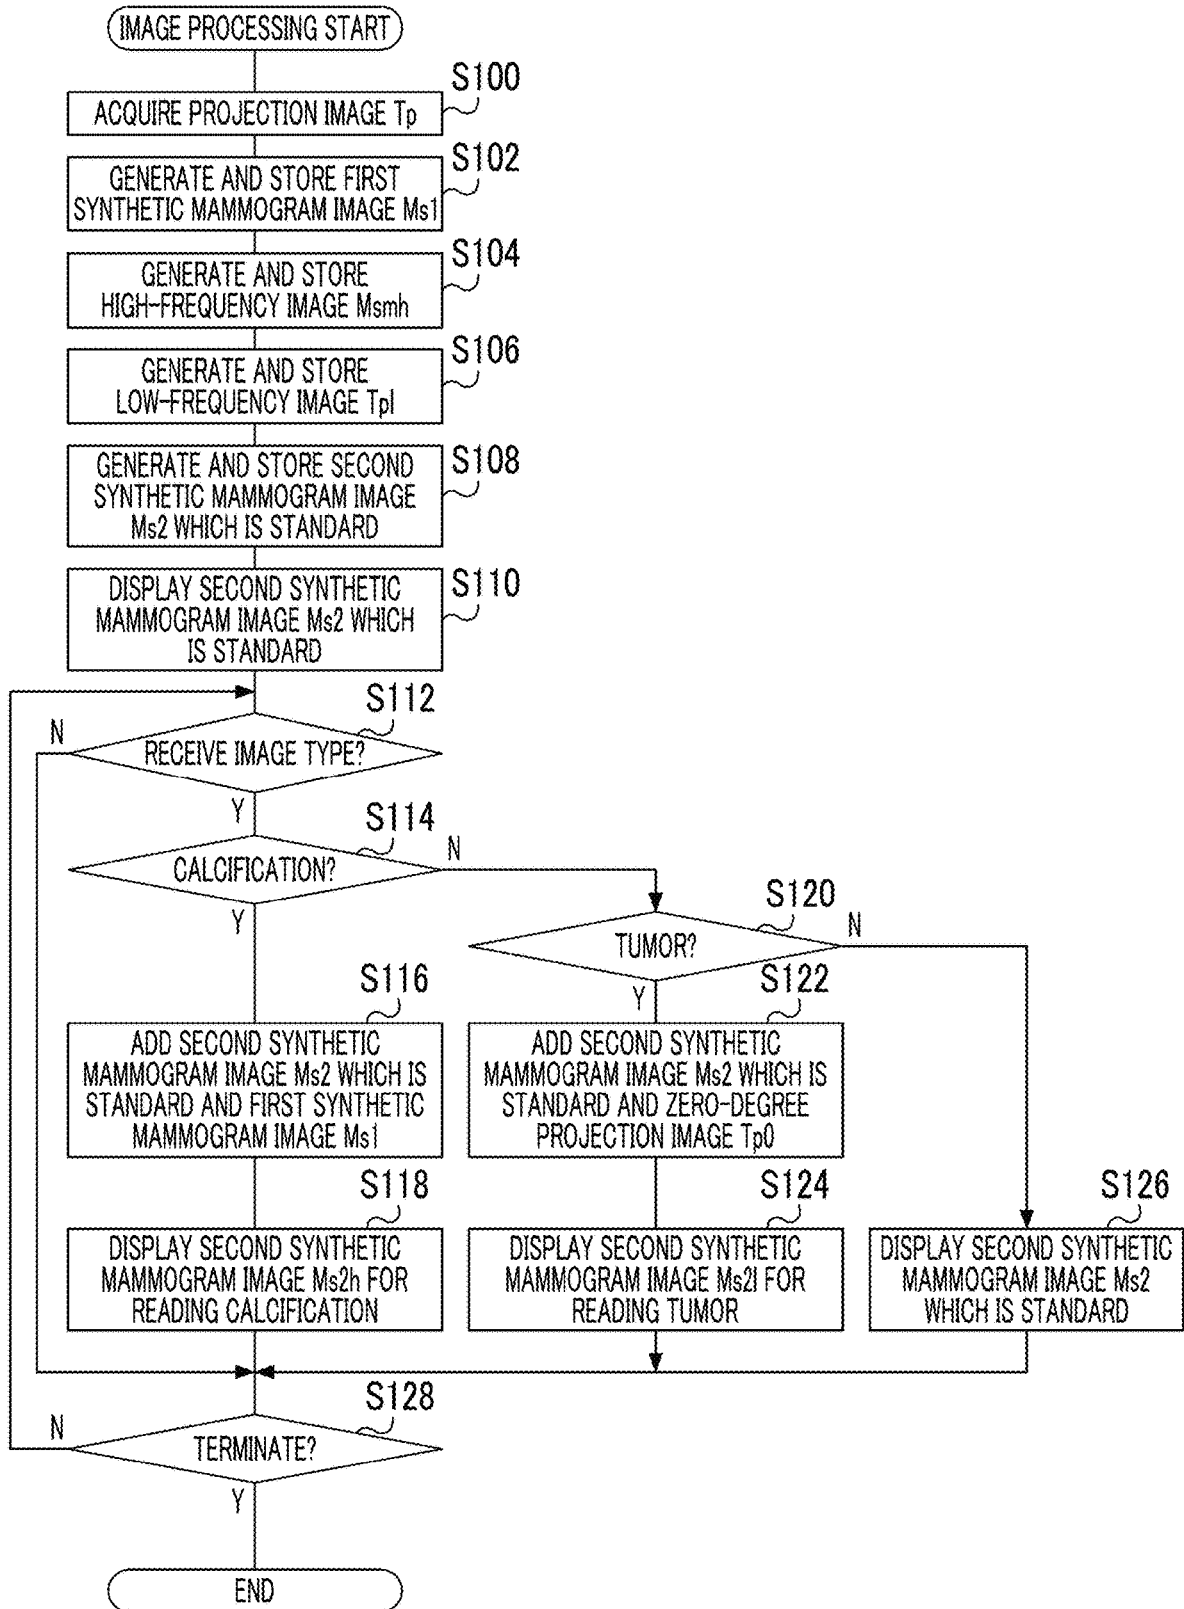 IMAGE PROCESSING START
S100
ACQUIRE PROJECTION IMAGE Tp
S102
GENERATE AND STORE FIRST
SYNTHETIC MAMMOGRAM IMAGE Ms1
S104
GENERATE AND STORE
HIGH-FREQUENCY IMAGE Msmh
S106
GENERATE AND STORE
LOW-FREQUENCY IMAGE Tpl
S108
GENERATE AND STORE SECOND
SYNTHETIC MAMMOGRAM IMAGE
Ms2 WHICH IS STANDARD
S110
DISPLAY SECOND SYNTHETIC
MAMMOGRAM IMAGE Ms2 WHICH
IS STANDARD
S112
N
RECEIVE IMAGE TYPE?
Y
S114
N
CALCIFICATION?
Y
S120
N
TUMOR?
Y
S116
ADD SECOND SYNTHETIC
MAMMOGRAM IMAGE Ms2 WHICH IS
STANDARD AND FIRST SYNTHETIC
MAMMOGRAM IMAGE Ms1
S122
ADD SECOND SYNTHETIC
MAMMOGRAM IMAGE Ms2 WHICH IS
STANDARD AND ZERO-DEGREE
PROJECTION IMAGE Tp0
S118
DISPLAY SECOND SYNTHETIC
MAMMOGRAM IMAGE Ms2h FOR
READING CALCIFICATION
S124
DISPLAY SECOND SYNTHETIC
MAMMOGRAM IMAGE Ms2l FOR
READING TUMOR
S126
DISPLAY SECOND SYNTHETIC
MAMMOGRAM IMAGE Ms2
WHICH IS STANDARD
S128
N
TERMINATE?
Y
END